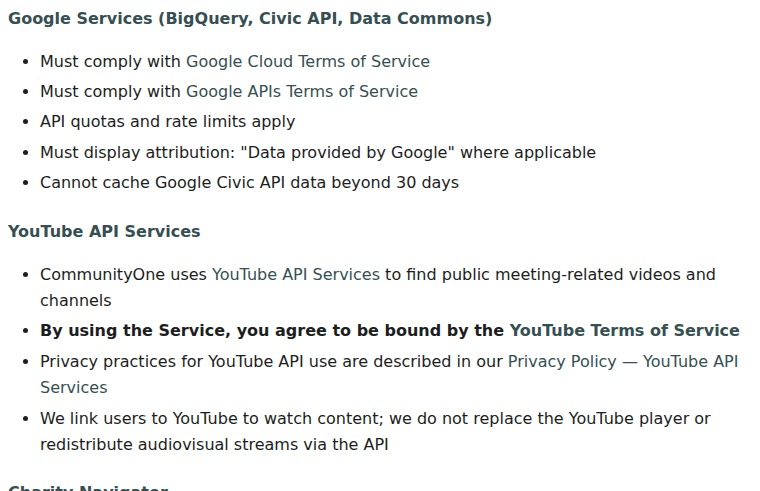 Google Services (BigQuery, Civic API, Data Commons)
• Must comply with Google Cloud Terms of Service
• Must comply with Google APIs Terms of Service
• API quotas and rate limits apply
• Must display attribution: "Data provided by Google" where applicable
• Cannot cache Google Civic API data beyond 30 days
YouTube API Services
• CommunityOne uses YouTube API Services to find public meeting-related videos and
channels
• By using the Service, you agree to be bound by the YouTube Terms of Service
• Privacy practices for YouTube API use are described in our Privacy Policy — YouTube API
Services
• We link users to YouTube to watch content; we do not replace the YouTube player or
redistribute audiovisual streams via the API
Charity Navigator